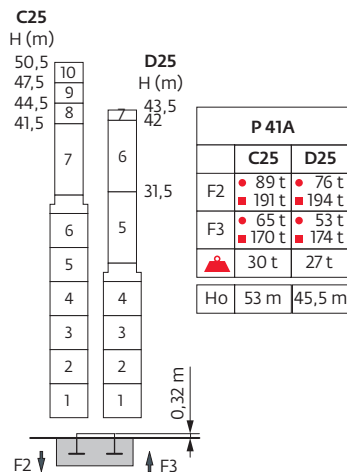 C25
H (m)
50,5
47,5
44,5
41,5
10
9
8
7
6
5
4
3
2
1
D25
H (m)
43,5
42
31,5
7
6
5
4
3
2
1
0,32 m
F2
F3
P 41A
C25 D25
F2 ● 89 t ● 76 t
■ 191 t ■ 194 t
F3 ● 65 t ● 53 t
■ 170 t ■ 174 t
30 t 27 t
Ho 53 m 45,5 m